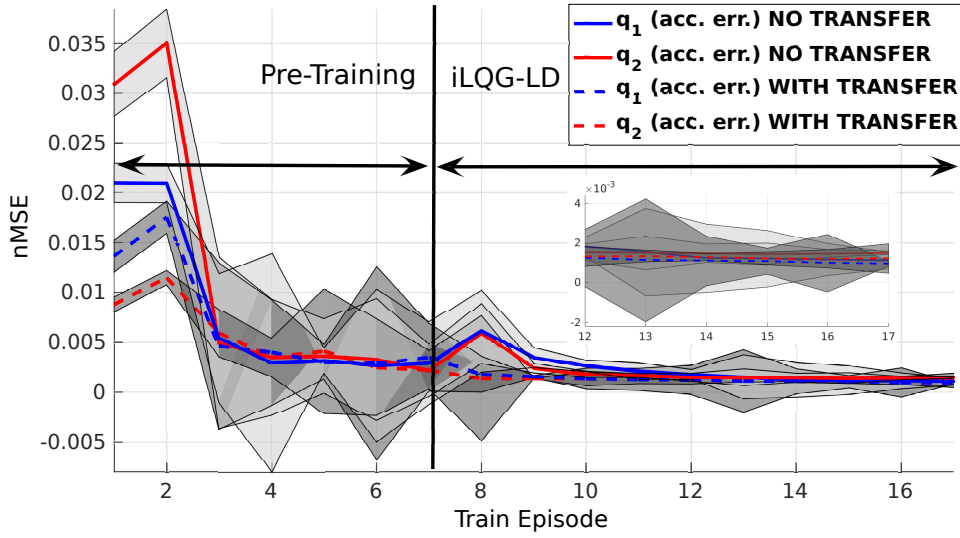 q1 (acc. err.) NO TRANSFER
q2 (acc. err.) NO TRANSFER
q1 (acc. err.) WITH TRANSFER
q2 (acc. err.) WITH TRANSFER
Pre-Training iLQG-LD
0.035
0.03
0.025
0.02
0.015
0.01
0.005
0
-0.005
nMSE
×10-3
4
2
0
-2
12 13 14 15 16 17
2 4 6 8 10 12 14 16
Train Episode